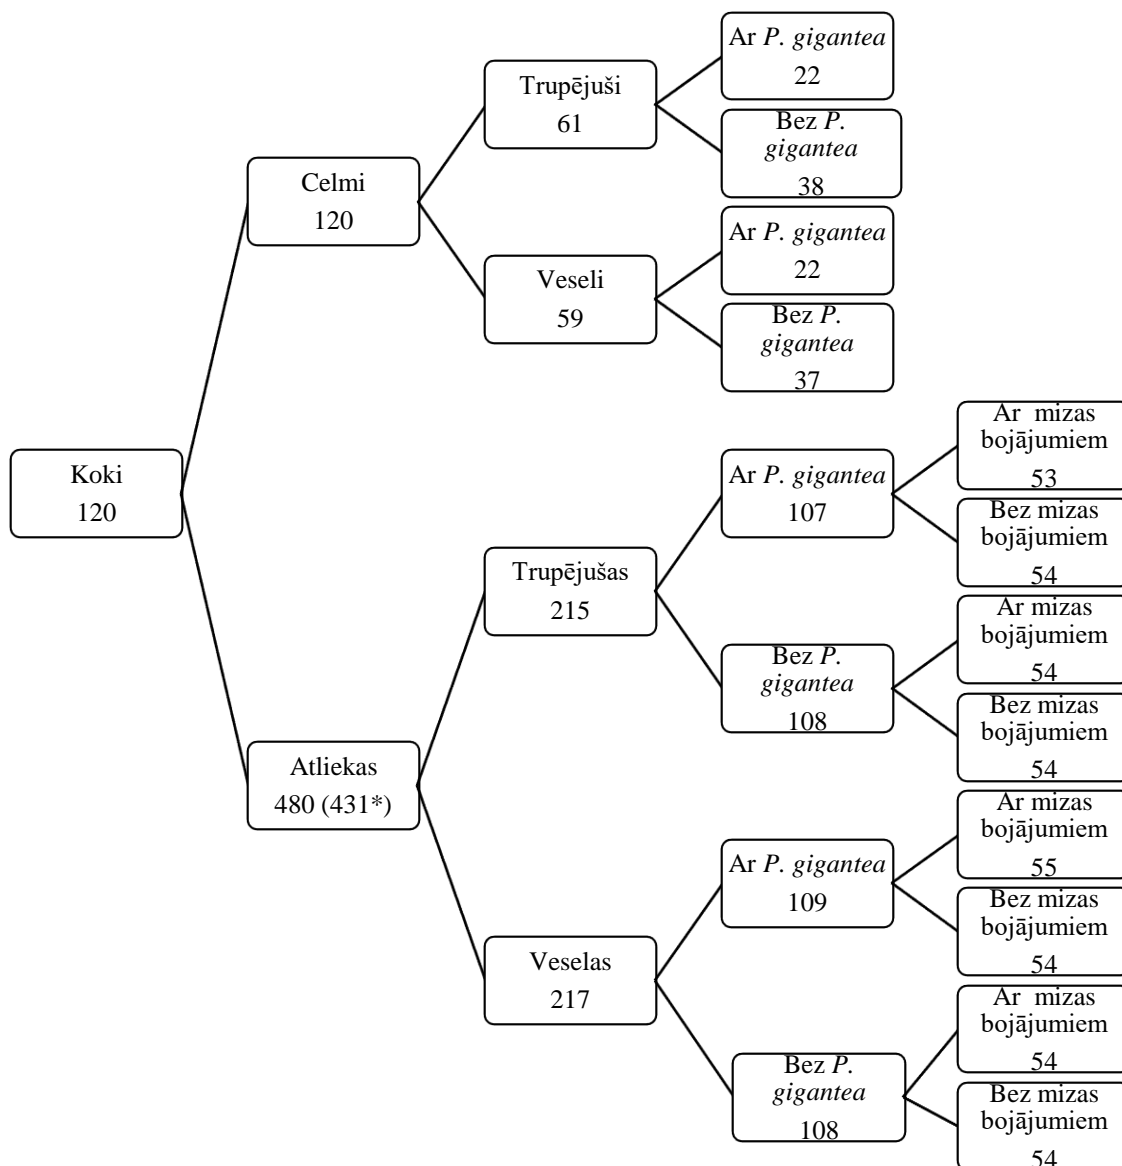 Koki
120
Celmi
120
Trupējuši
61
Ar P. gigantea
22
Bez P.
gigantea
38
Veseli
59
Ar P. gigantea
22
Bez P.
gigantea
37
Atliekas
480 (431*)
Trupējušas
215
Ar P. gigantea
107
Ar mizas
bojājumiem
53
Bez mizas
bojājumiem
54
Bez P.
gigantea
108
Ar mizas
bojājumiem
54
Bez mizas
bojājumiem
54
Veselas
217
Ar P. gigantea
109
Ar mizas
bojājumiem
55
Bez mizas
bojājumiem
54
Bez P.
gigantea
108
Ar mizas
bojājumiem
54
Bez mizas
bojājumiem
54